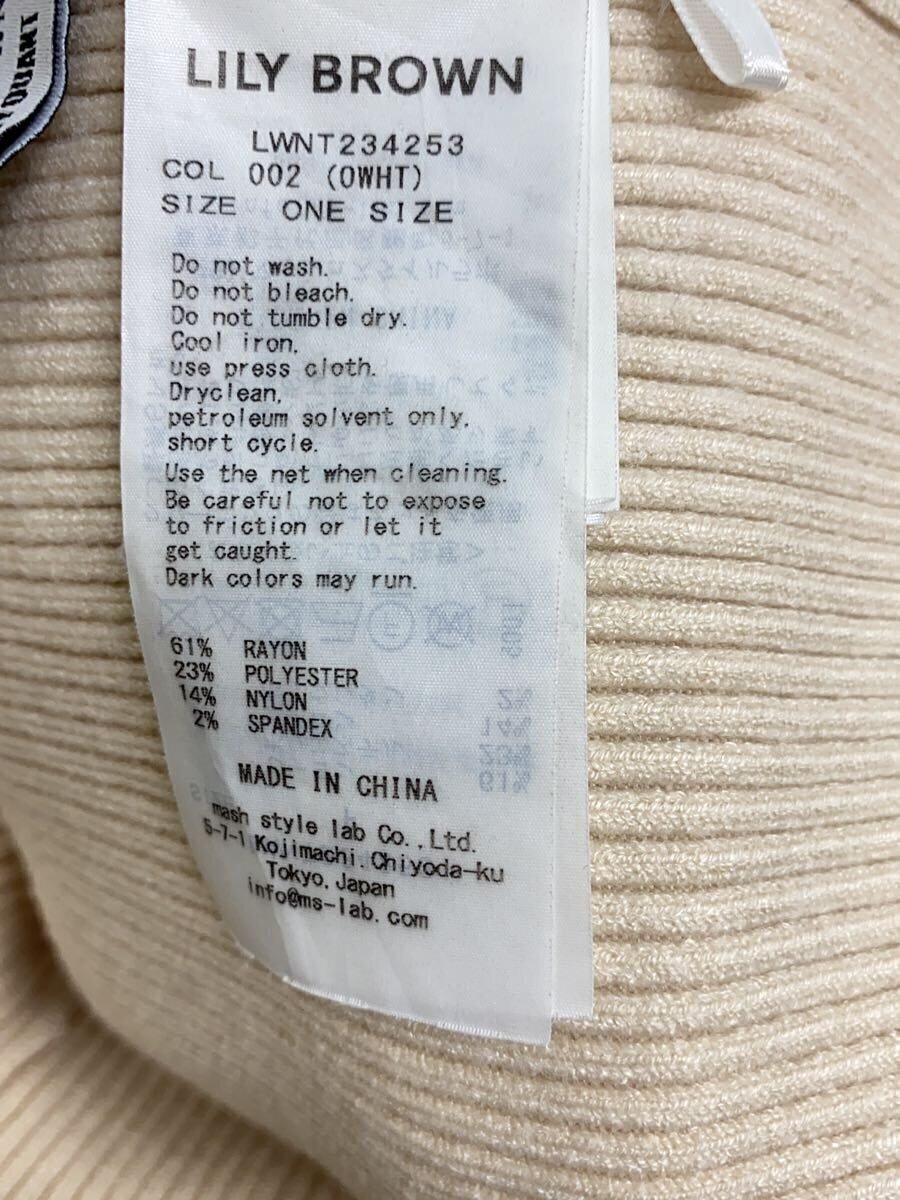 QUANT
LILY BROWN
LWNT234253
COL 002 (OWHT)
SIZE ONE SIZE
Do not wash.
Do not bleach.
Do not tumble dry.
Cool iron,
use press cloth.
Dryclean,
petroleum solvent only,
short cycle.
Use the net when cleaning.
Be careful not to expose
to friction or let it
get caught.
Dark colors may run.
61% RAYON
23% POLYESTER
14% NYLON
2% SPANDEX
MADE IN CHINA
mash style lab Co.,Ltd.
5-7-1 Kojimachi.Chiyoda-ku
Tokyo.Japan
info@ms-lab.com